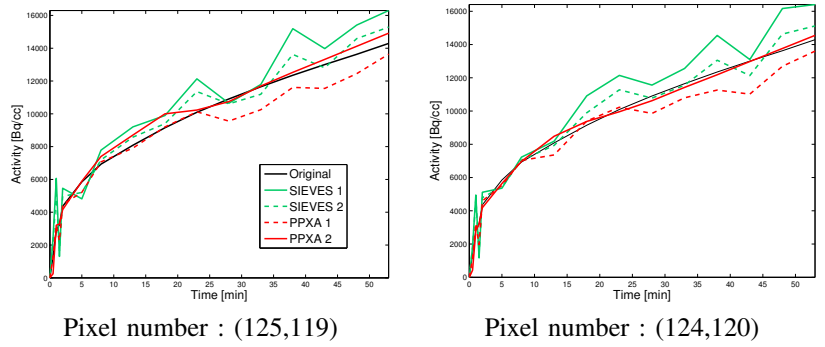 16000
14000
12000
10000
8000
6000
4000
2000
0
Activity [Bq/cc]
0 5 10 15 20 25 30 35 40 45 50
Time [min]
Original
SIEVES 1
SIEVES 2
PPXA 1
PPXA 2
Pixel number : (125,119)
16000
14000
12000
10000
8000
6000
4000
2000
0
Activity [Bq/cc]
0 5 10 15 20 25 30 35 40 45 50
Time [min]
Pixel number : (124,120)